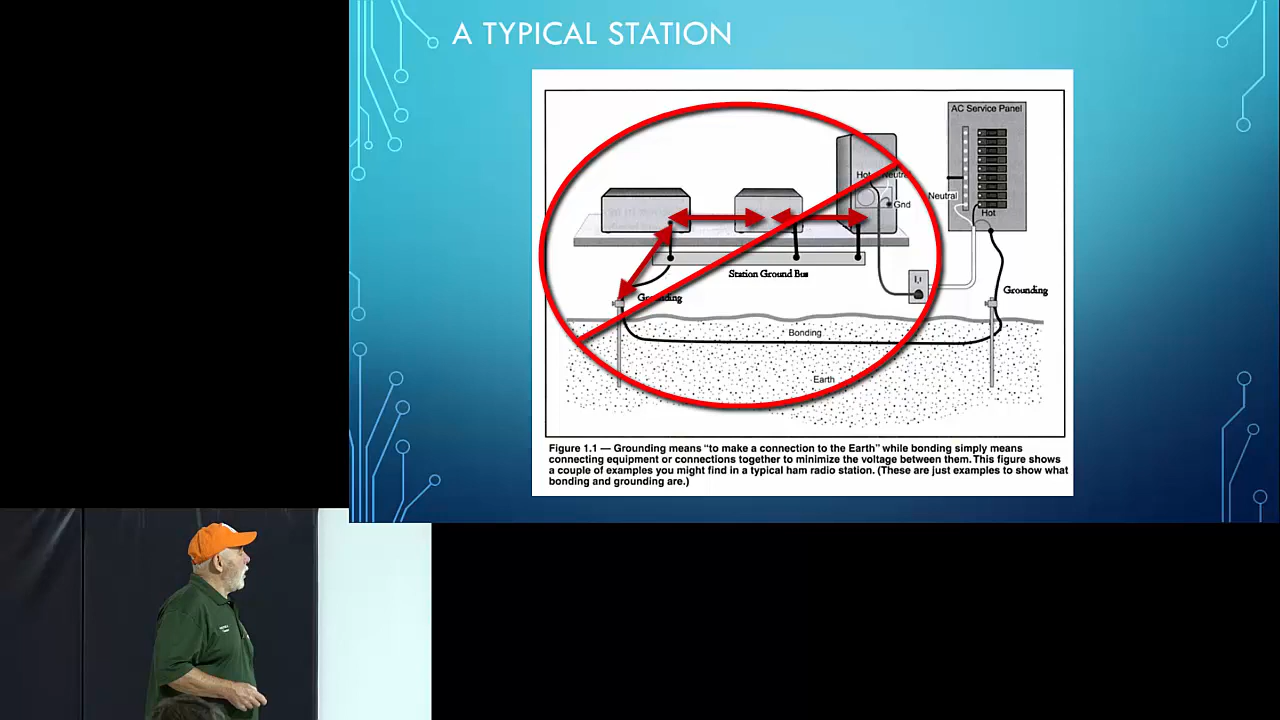 A TYPICAL STATION
AC Service Panel
Hot Neutral
Gnd
Neutral
Hot
Station Ground Bus
Grounding
Grounding
Bonding
Earth
Figure 1.1 — Grounding means “to make a connection to the Earth” while bonding simply means
connecting equipment or connections together to minimize the voltage between them. This figure shows
a couple of examples you might find in a typical ham radio station. (These are just examples to show what
bonding and grounding are.)